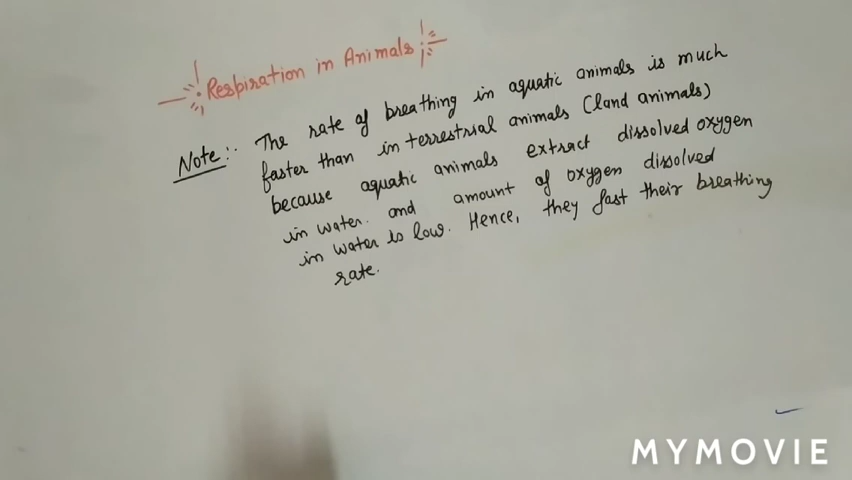 Respiration in Animals
Note:- The rate of breathing in aquatic animals is much
faster than in terrestrial animals (land animals)
because aquatic animals extract dissolved oxygen
in water. and amount of oxygen dissolved
in water is low. Hence, they fast their breathing
rate.
MYMOVIE